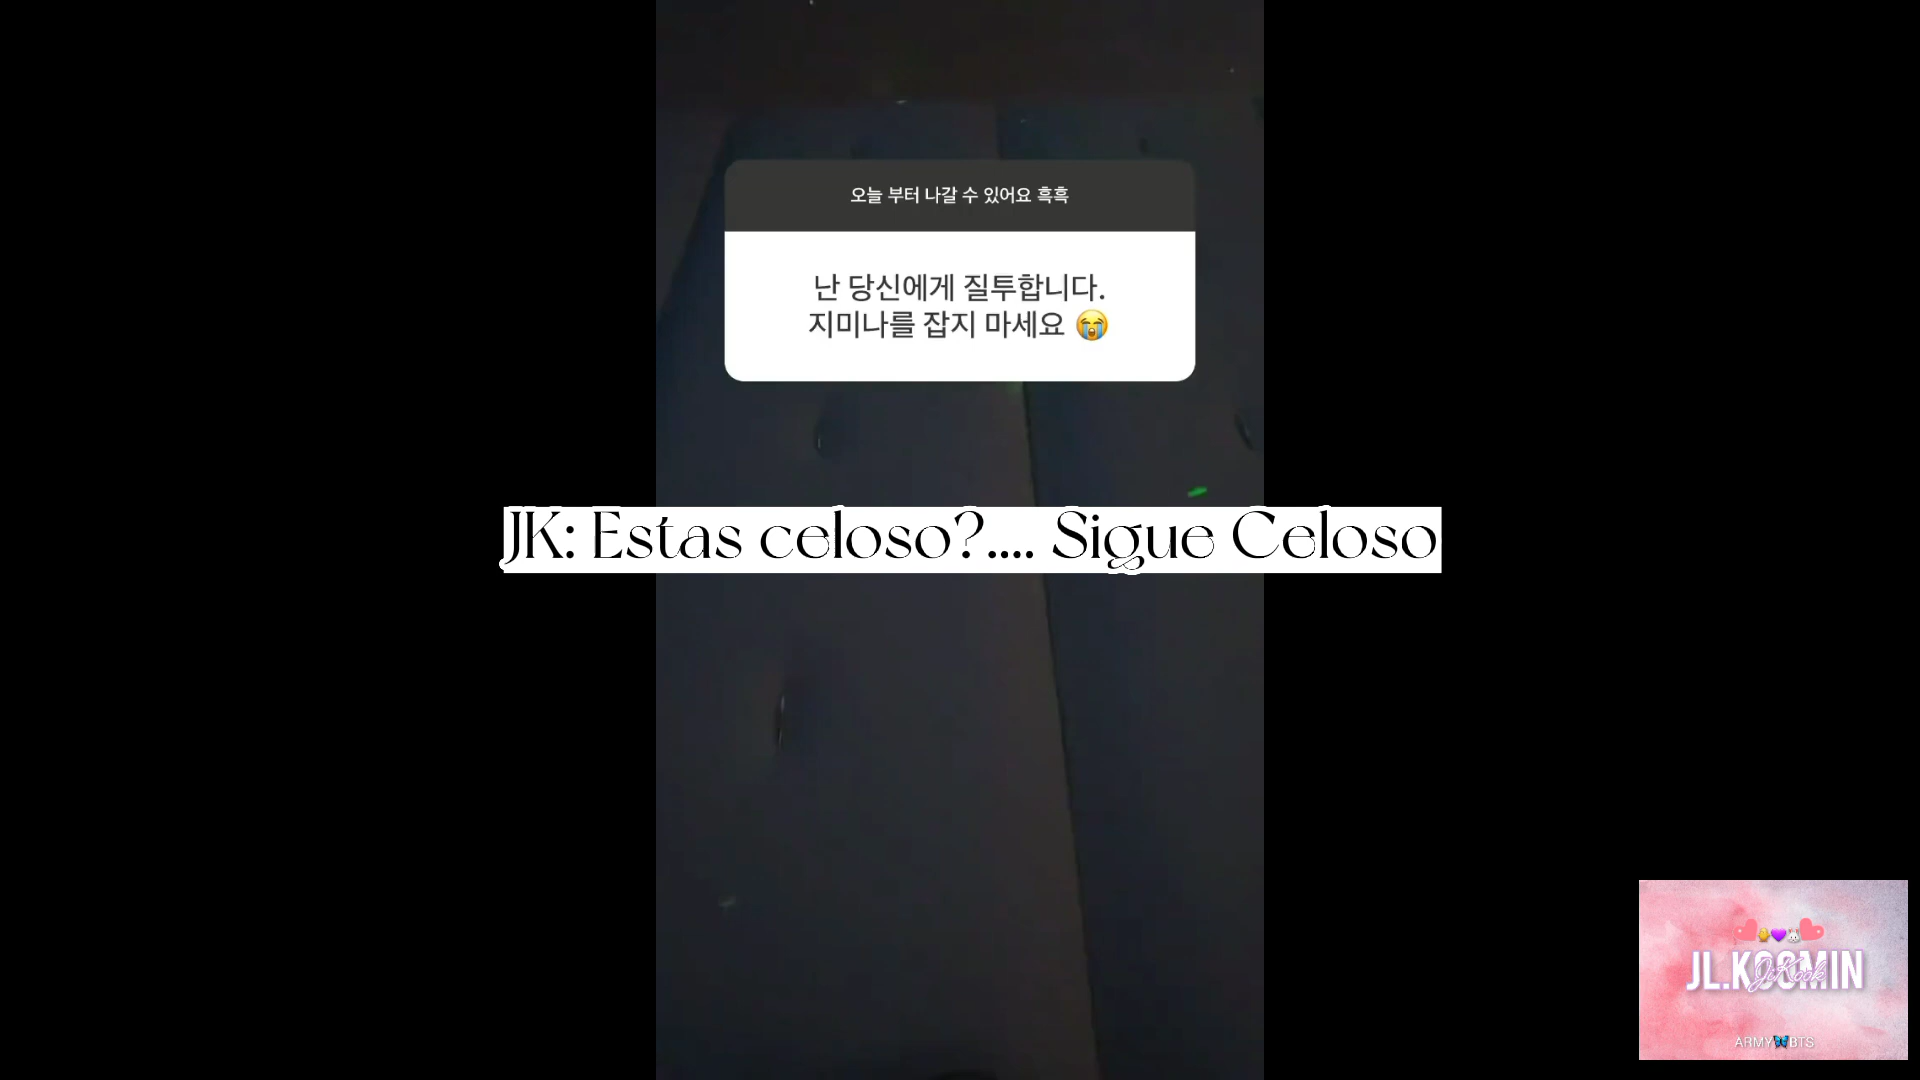 오늘 부터 나갈 수 있어요 흑흑
난 당신에게 질투합니다.
지미나를 잡지 마세요 😭
JK: Estas celoso?.... Sigue Celoso
JL.KOOMIN
JiKook
ARMY🦋BTS